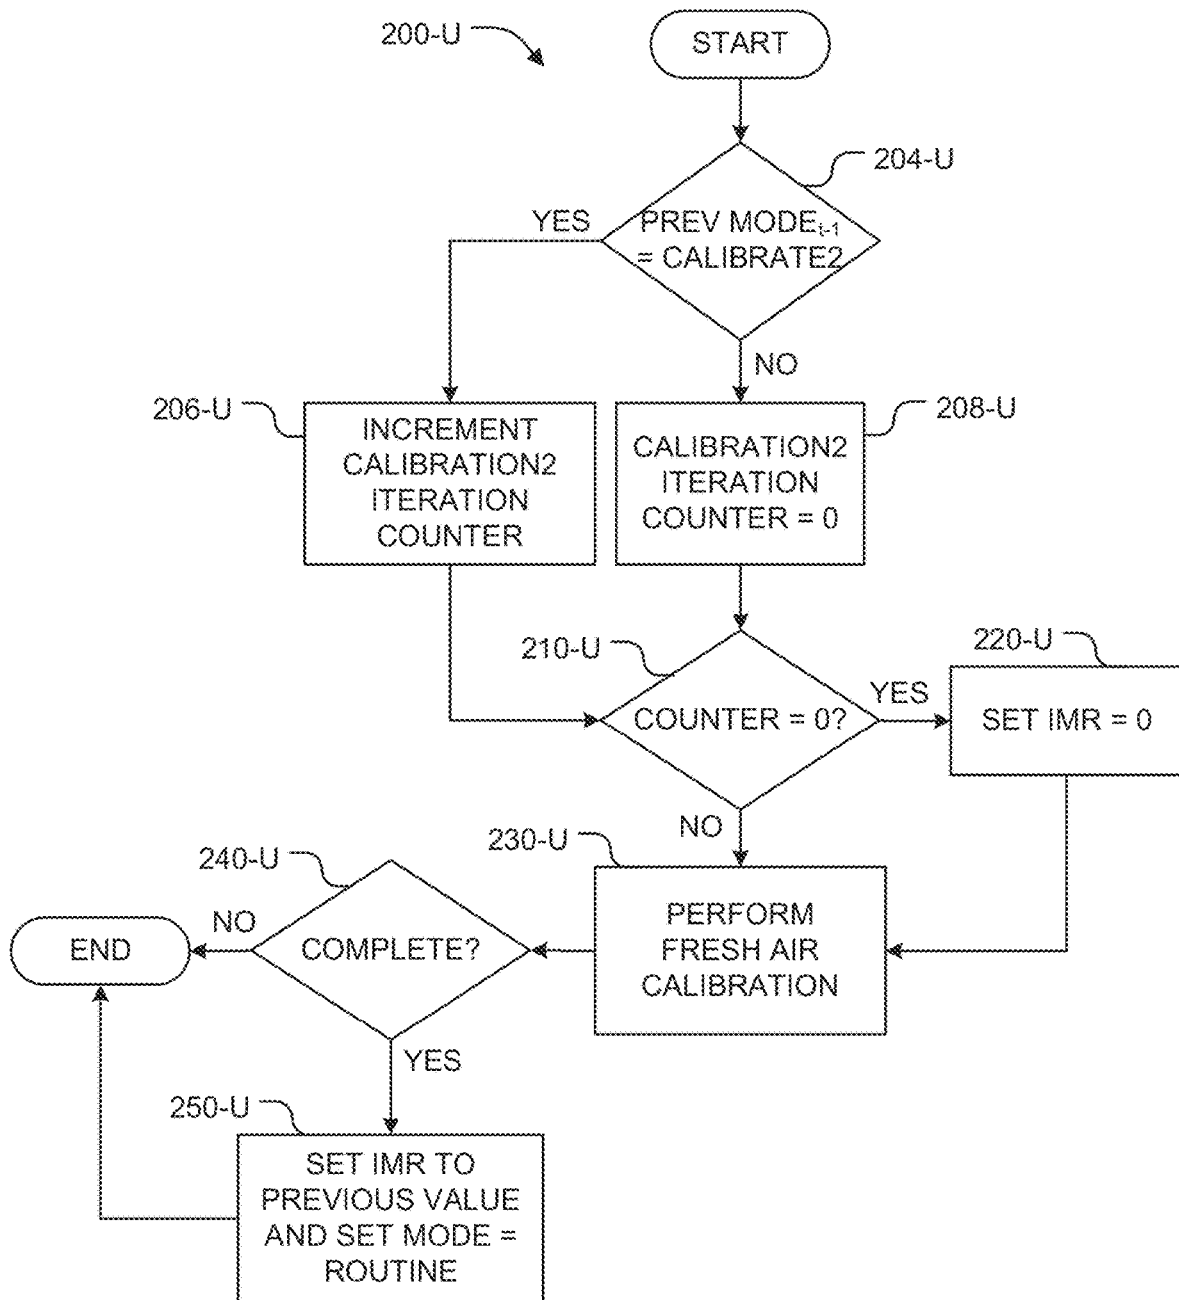 200-U
START
204-U
PREV MODEt-1
= CALIBRATE2
YES
NO
206-U
INCREMENT
CALIBRATION2
ITERATION
COUNTER
208-U
CALIBRATION2
ITERATION
COUNTER = 0
210-U
COUNTER = 0?
YES
220-U
SET IMR = 0
NO
230-U
PERFORM
FRESH AIR
CALIBRATION
240-U
COMPLETE?
NO
END
YES
250-U
SET IMR TO
PREVIOUS VALUE
AND SET MODE =
ROUTINE